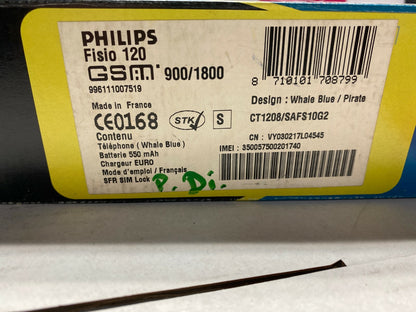 PHILIPS
Fisio 120
GSM 900/1800
996111007519
8 710101 708799
Made in France
Design : Whale Blue / Pirate
CE0168
STK
S
CT1208/SAFS10G2
Contenu
CN : VY030217L04545
Téléphone ( Whale Blue )
IMEI : 350057500201740
Batterie 550 mAh
Chargeur EURO
Mode d'emploi / Français
SFR SIM Lock
P. Di.